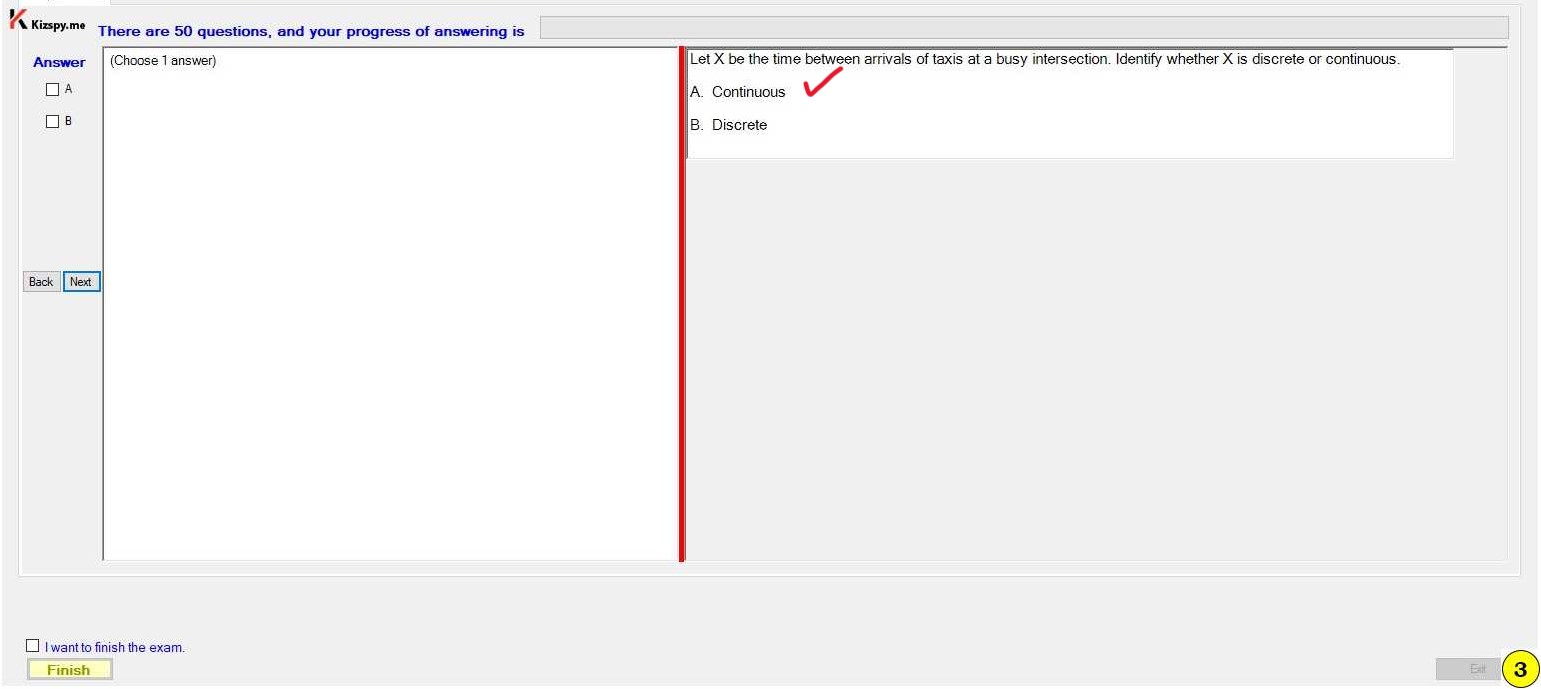 Kizspy.me
There are 50 questions, and your progress of answering is
Answer
A
B
Back
Next
(Choose 1 answer)
Let X be the time between arrivals of taxis at a busy intersection. Identify whether X is discrete or continuous.
A. Continuous
B. Discrete
I want to finish the exam.
Finish
Exit
3